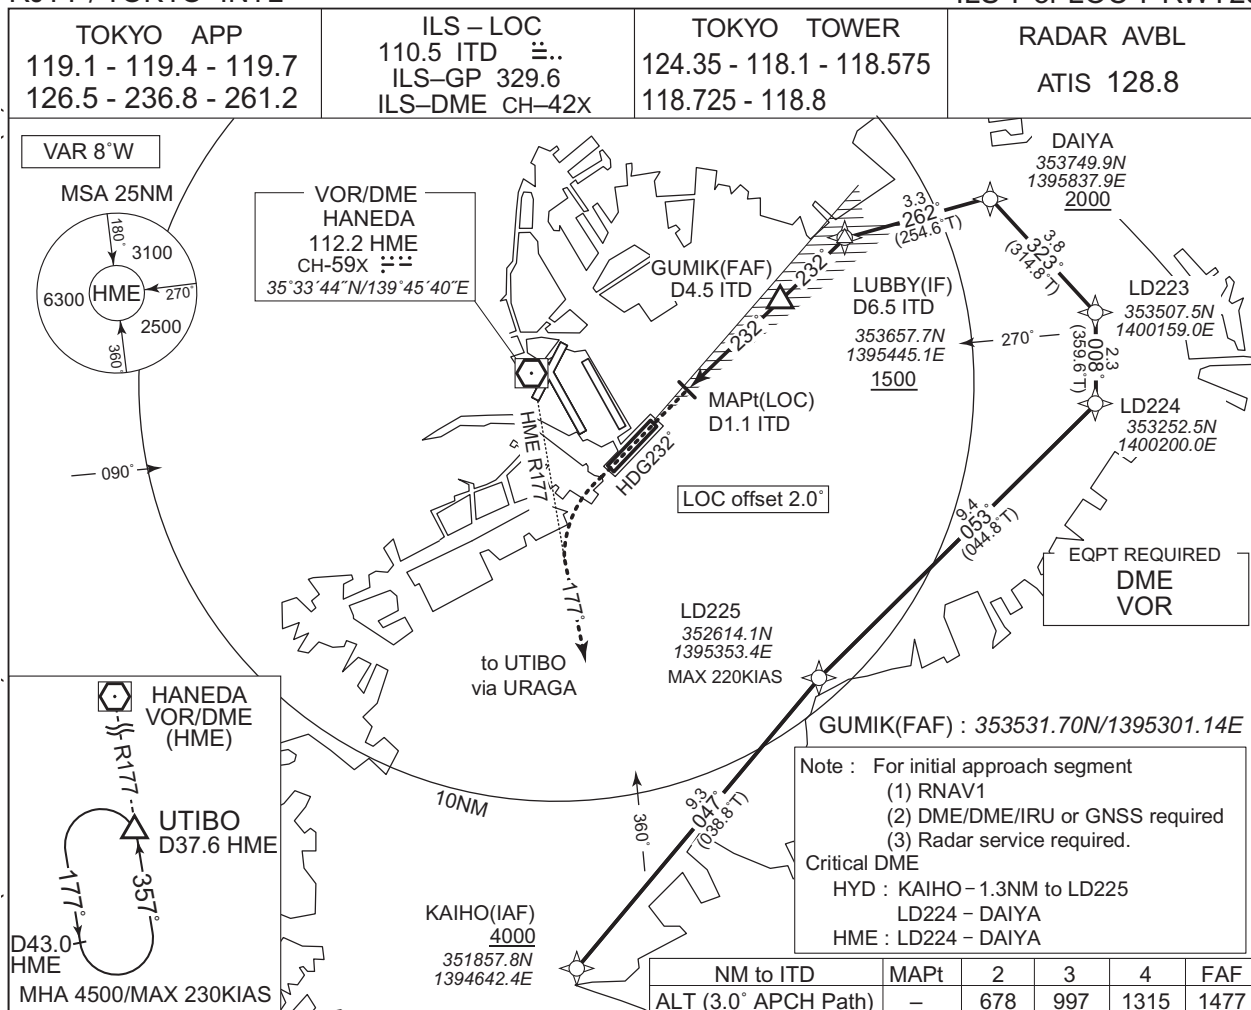 TOKYO APP
119.1 - 119.4 - 119.7
126.5 - 236.8 - 261.2
ILS – LOC
110.5 ITD
ILS–GP 329.6
ILS–DME CH–42X
TOKYO TOWER
124.35 - 118.1 - 118.575
118.725 - 118.8
RADAR AVBL
ATIS 128.8
VAR 8°W
MSA 25NM
180°
3100
6300
HME
270°
2500
360°
VOR/DME
HANEDA
112.2 HME
CH-59X
35°33´44˝N/139°45´40˝E
DAIYA
353749.9N
1395837.9E
2000
3.3
262°
(254.6°T)
3.8
323°
(314.8°T)
GUMIK(FAF)
D4.5 ITD
232°
232°
LUBBY(IF)
D6.5 ITD
353657.7N
1395445.1E
1500
270°
LD223
353507.5N
1400159.0E
2.3
008°
(359.6°T)
LD224
353252.5N
1400200.0E
MAPt(LOC)
D1.1 ITD
HME R177
HDG232°
090°
LOC offset 2.0°
9.4
053°
(044.8°T)
EQPT REQUIRED
DME
VOR
177°
to UTIBO
via URAGA
LD225
352614.1N
1395353.4E
MAX 220KIAS
10NM
360°
9.3
047°
(038.8°T)
KAIHO(IAF)
4000
351857.8N
1394642.4E
HANEDA
VOR/DME
(HME)
R177
UTIBO
D37.6 HME
177°
357°
D43.0
HME
MHA 4500/MAX 230KIAS
GUMIK(FAF) : 353531.70N/1395301.14E
Note : For initial approach segment
(1) RNAV1
(2) DME/DME/IRU or GNSS required
(3) Radar service required.
Critical DME
HYD : KAIHO – 1.3NM to LD225
LD224 – DAIYA
HME : LD224 – DAIYA
NM to ITD MAPt 2 3 4 FAF
ALT (3.0° APCH Path) – 678 997 1315 1477